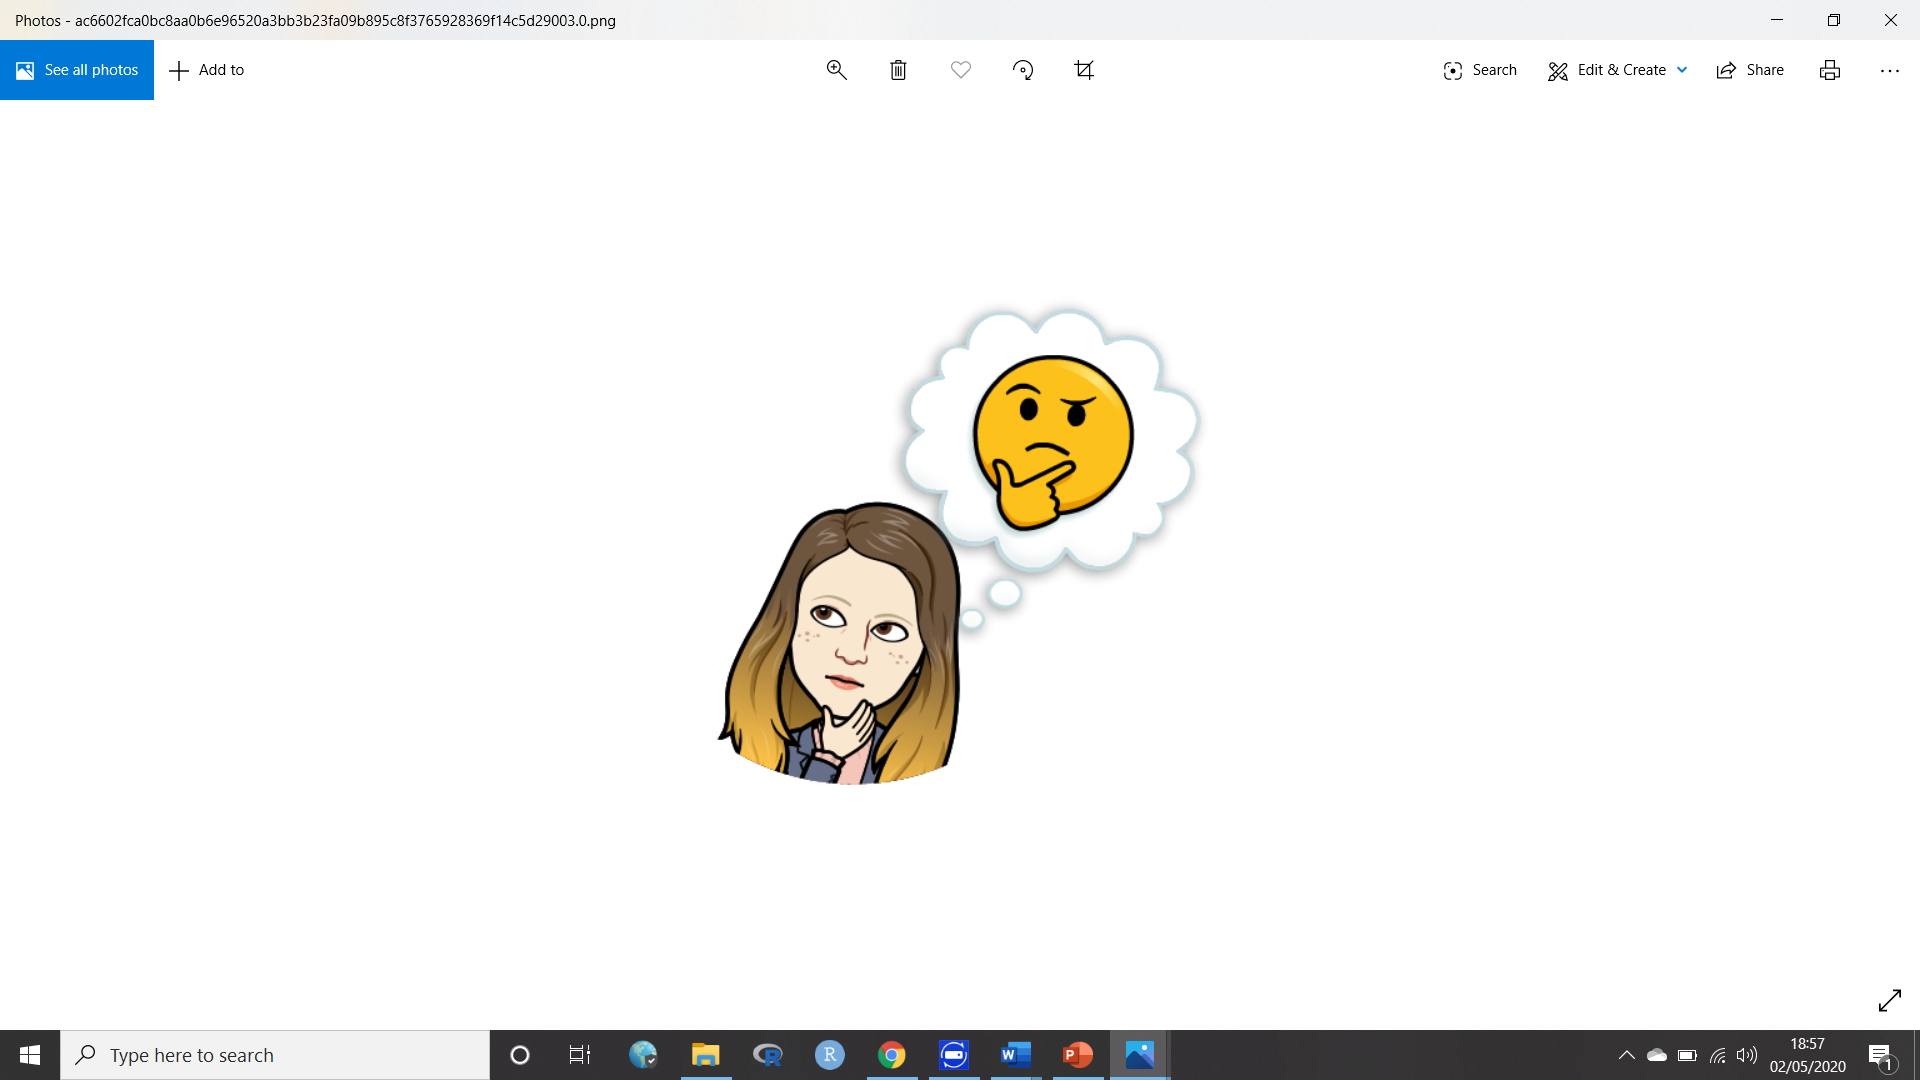 Photos - ac6602fca0bc8aa0b6e96520a3bb3b23fa09b895c8f3765928369f14c5d29003.0.png
See all photos
Add to
Search
Edit & Create
Share
Type here to search
R
R
W
P
18:57
02/05/2020
1